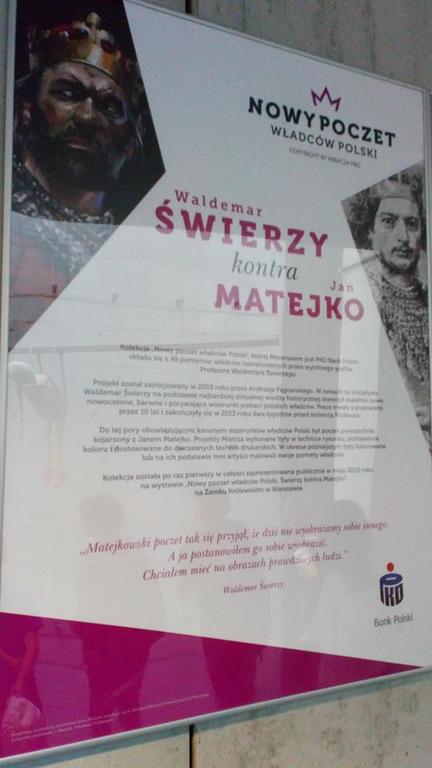 NOWY POCZET
WŁADCÓW POLSKI
COPYRIGHT BY KREACJA PRO
Waldemar
ŚWIERZY
kontra
Jan
MATEJKO
Kolekcja „Nowy poczet władców Polski”, której Mecenasem jest PKO Bank Polski,
składa się z 49 portretów władców namalowanych przez wybitnego grafika
Profesora Waldemara Świerzego.
Projekt został zainicjowany w 2003 roku przez Andrzeja Pągowskiego. W ramach tej inicjatywy
Waldemar Świerzy na podstawie najbardziej aktualnej wiedzy historycznej stworzył zupełnie nowe,
nowoczesne, barwne i porywające wizerunki postaci polskich władców. Prace trwały z przerwami
przez 10 lat i zakończyły się w 2013 roku dwa tygodnie przed śmiercią Profesora.
Do tej pory obowiązującym kanonem wizerunków władców Polski był poczet powszechnie
kojarzony z Janem Matejko. Projekty Mistrza wykonane były w technice rysunku, pozbawione
koloru i dostosowane do ówczesnych technik drukarskich. W okresie późniejszym były kolorowane
lub na ich podstawie inni artyści malowali swoje portrety władców.
Kolekcja została po raz pierwszy w całości zaprezentowana publicznie w maju roku
na wystawie „Nowy poczet władców Polski. Świerzy kontra Matejko”
na Zamku Królewskim w Warszawie.
„Matejkowski poczet tak się przyjął, że dziś nie wyobrażamy sobie innego.
A ja postanowiłem go sobie wyobrazić.
Chciałem mieć na obrazach prawdziwych ludzi.”
Waldemar Świerzy
PKO
Bank Polski